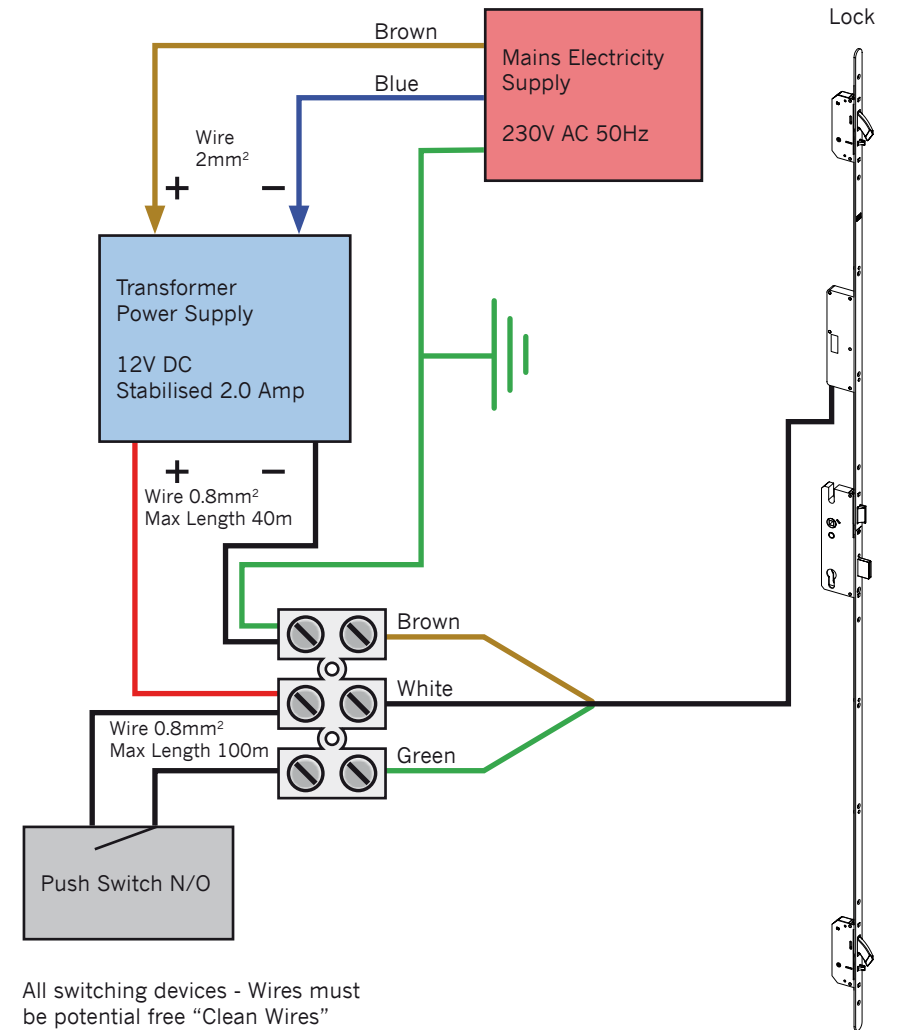 Lock
Brown
Mains Electricity
Supply
230V AC 50Hz
Blue
Wire
2mm²
+ −
Transformer
Power Supply
12V DC
Stabilised 2.0 Amp
+ −
Wire 0.8mm²
Max Length 40m
Brown
White
Wire 0.8mm²
Max Length 100m
Green
Push Switch N/O
All switching devices - Wires must
be potential free “Clean Wires”